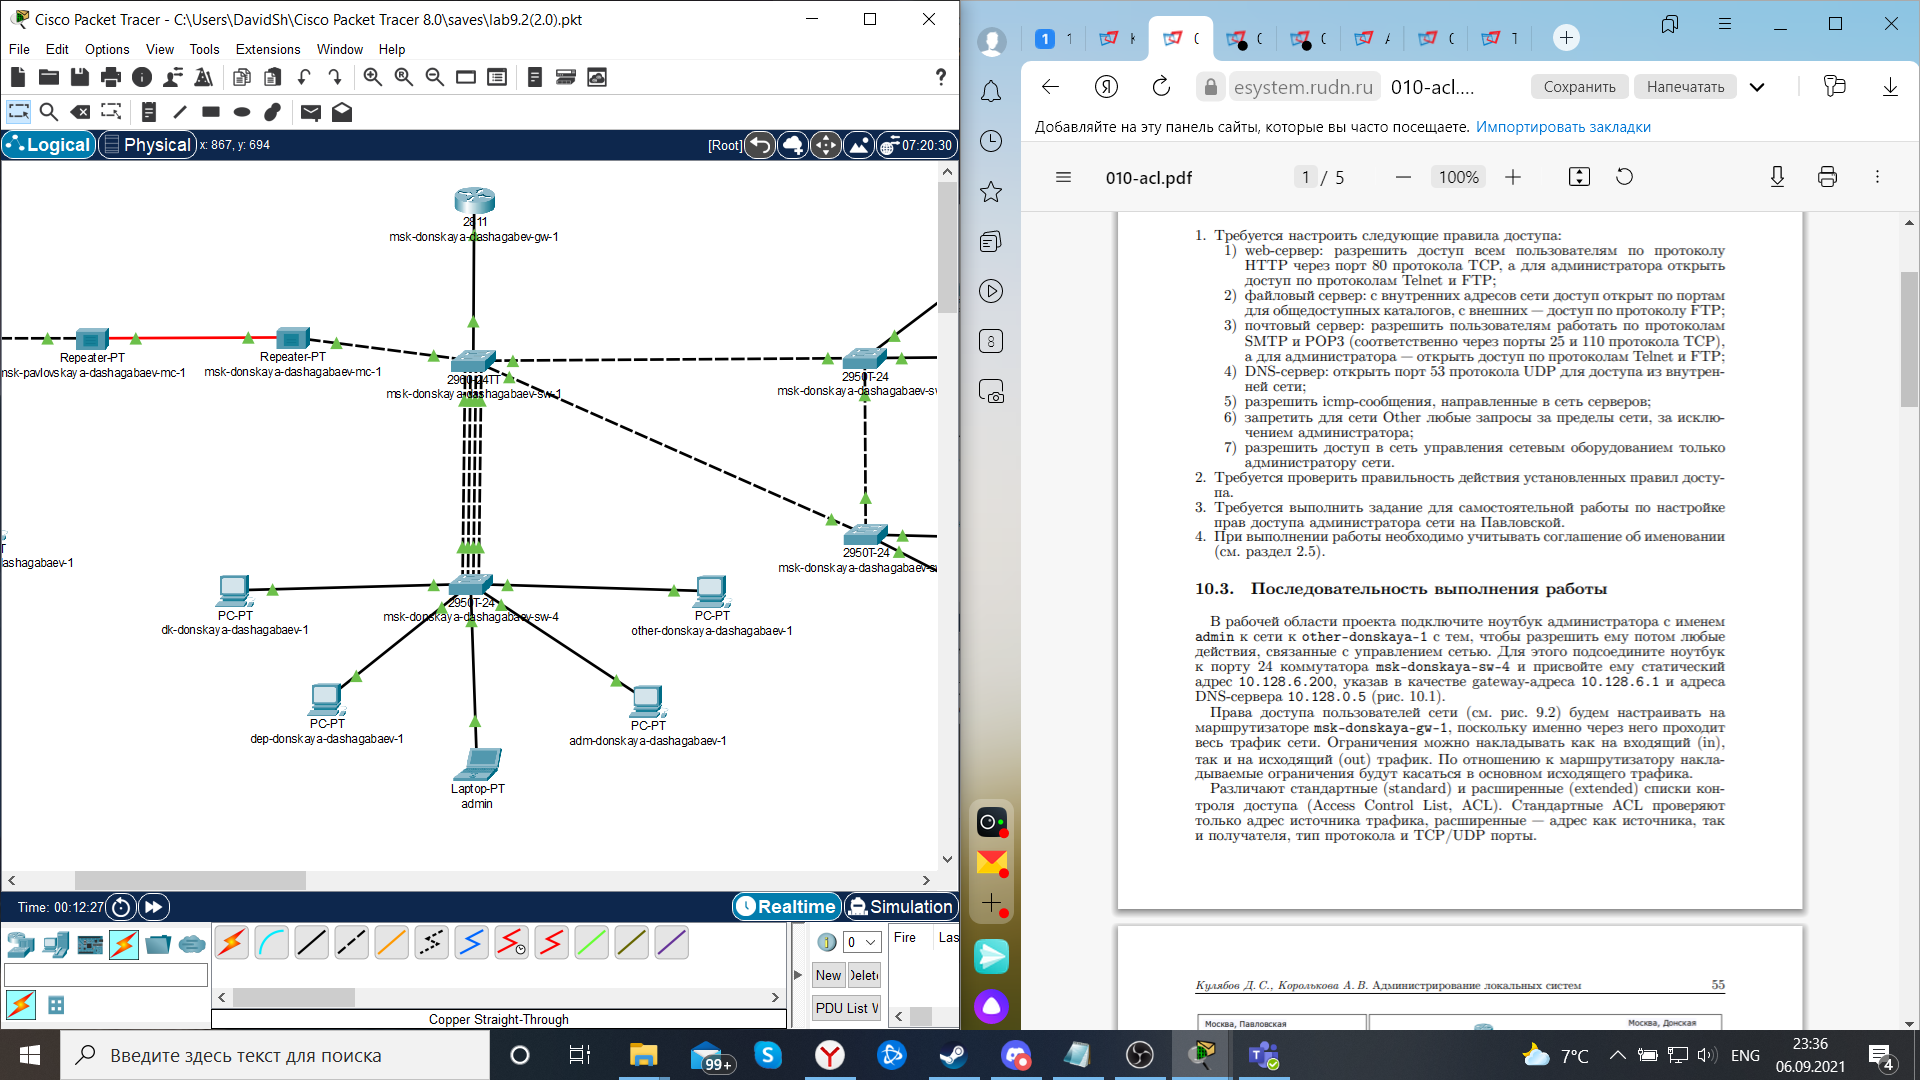 Cisco Packet Tracer - C:\Users\DavidSh\Cisco Packet Tracer 8.0\saves\lab9.2(2.0).pkt
File Edit Options View Tools Extensions Window Help
Logical Physical x: 867, y: 694 [Root] 07:20:30
2811
msk-donskaya-dashagabev-gw-1
Repeater-PT
msk-pavlovskaya-dashagabaev-mc-1
Repeater-PT
msk-donskaya-dashagabaev-mc-1
2960-24TT
msk-donskaya-dashagabaev-sw-1
2950T-24
msk-donskaya-dashagabaev-sw
2950T-24
msk-donskaya-dashagabaev-s
ashagabaev-1
PC-PT
dk-donskaya-dashagabaev-1
2950T-24
msk-donskaya-dashagabaev-sw-4
PC-PT
other-donskaya-dashagabaev-1
PC-PT
dep-donskaya-dashagabaev-1
PC-PT
adm-donskaya-dashagabaev-1
Laptop-PT
admin
Time: 00:12:27 Realtime Simulation
0
Fire Las
New Delete
PDU List W
Copper Straight-Through
1 1
esystem.rudn.ru 010-acl.... Сохранить Напечатать
Добавляйте на эту панель сайты, которые вы часто посещаете. Импортировать закладки
8
010-acl.pdf 1 / 5 100%
1. Требуется настроить следующие правила доступа:
1) web-сервер: разрешить доступ всем пользователям по протоколу
HTTP через порт 80 протокола TCP, а для администратора открыть
доступ по протоколам Telnet и FTP;
2) файловый сервер: с внутренних адресов сети доступ открыт по портам
для общедоступных каталогов, с внешних — доступ по протоколу FTP;
3) почтовый сервер: разрешить пользователям работать по протоколам
SMTP и POP3 (соответственно через порты 25 и 110 протокола TCP),
а для администратора — открыть доступ по протоколам Telnet и FTP;
4) DNS-сервер: открыть порт 53 протокола UDP для доступа из внутрен-
ней сети;
5) разрешить icmp-сообщения, направленные в сеть серверов;
6) запретить для сети Other любые запросы за пределы сети, за исклю-
чением администратора;
7) разрешить доступ в сеть управления сетевым оборудованием только
администратору сети.
2. Требуется проверить правильность действия установленных правил досту-
па.
3. Требуется выполнить задание для самостоятельной работы по настройке
прав доступа администратора сети на Павловской.
4. При выполнении работы необходимо учитывать соглашение об именовании
(см. раздел 2.5).
10.3. Последовательность выполнения работы
В рабочей области проекта подключите ноутбук администратора с именем
admin к сети к other-donskaya-1 с тем, чтобы разрешить ему потом любые
действия, связанные с управлением сетью. Для этого подсоедините ноутбук
к порту 24 коммутатора msk-donskaya-sw-4 и присвойте ему статический
адрес 10.128.6.200, указав в качестве gateway-адреса 10.128.6.1 и адреса
DNS-сервера 10.128.0.5 (рис. 10.1).
Права доступа пользователей сети (см. рис. 9.2) будем настраивать на
маршрутизаторе msk-donskaya-gw-1, поскольку именно через него проходит
весь трафик сети. Ограничения можно накладывать как на входящий (in),
так и на исходящий (out) трафик. По отношению к маршрутизатору накла-
дываемые ограничения будут касаться в основном исходящего трафика.
Различают стандартные (standard) и расширенные (extended) списки кон-
троля доступа (Access Control List, ACL). Стандартные ACL проверяют
только адрес источника трафика, расширенные — адрес как источника, так
и получателя, тип протокола и TCP/UDP порты.
Кулябов Д. С., Королькова А. В. Администрирование локальных систем 55
Москва, Павловская Москва, Донская
Введите здесь текст для поиска
99+
7°C ENG 23:36
06.09.2021
4